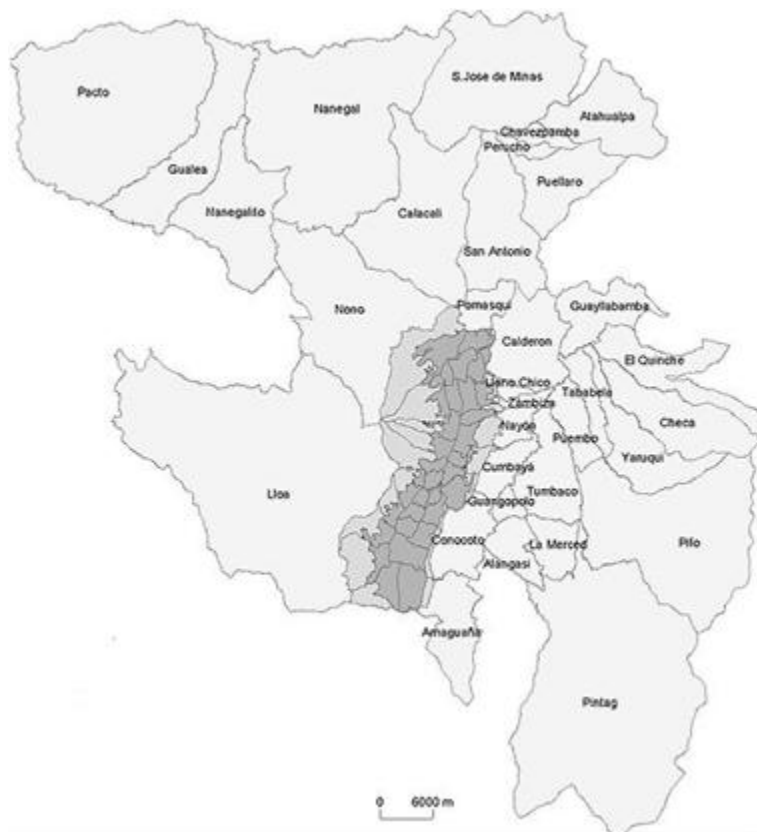 S.Jose de Minas
Pacto
Nanegal
Atahualpa
Chavezpamba
Perucho
Gualea
Puellaro
Nanegalito
Calacali
San Antonio
Nono
Pomasqui
Guayllabamba
Calderon
El Quinche
Llano Chico
Tababela
Zambiza
Checa
Nayon
Puembo
Yaruqui
Cumbaya
Lloa
Tumbaco
Guangopolo
Conocoto
La Merced
Pifo
Alangasi
Amaguaña
Pintag
0 6000 m